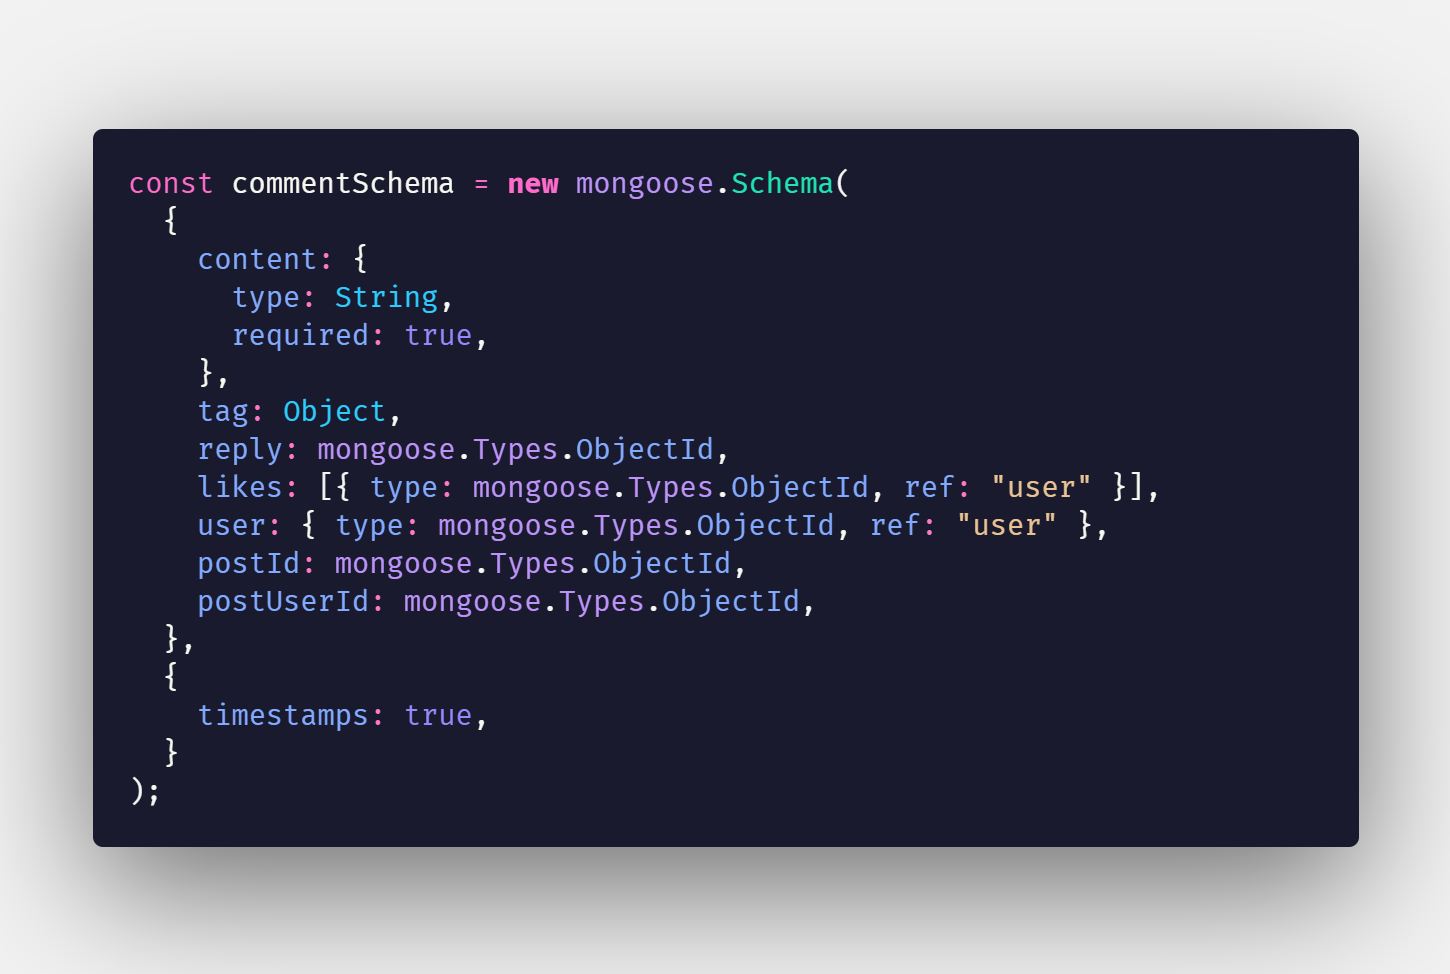 const commentSchema = new mongoose.Schema(
  {
    content: {
      type: String,
      required: true,
    },
    tag: Object,
    reply: mongoose.Types.ObjectId,
    likes: [{ type: mongoose.Types.ObjectId, ref: "user" }],
    user: { type: mongoose.Types.ObjectId, ref: "user" },
    postId: mongoose.Types.ObjectId,
    postUserId: mongoose.Types.ObjectId,
  },
  {
    timestamps: true,
  }
);